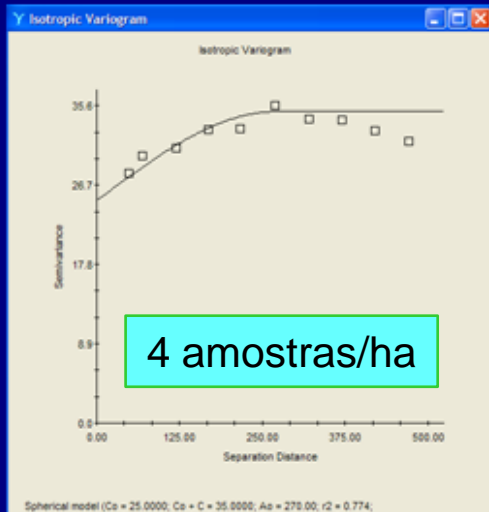 Isotropic Variogram
Isotropic Variogram
35.6
26.7
17.8
8.9
0.0
Semivariance
4 amostras/ha
0.00 125.00 250.00 375.00 500.00
Separation Distance
Spherical model (Co = 25.0000; Co + C = 35.0000; Ao = 270.00; r2 = 0.774;